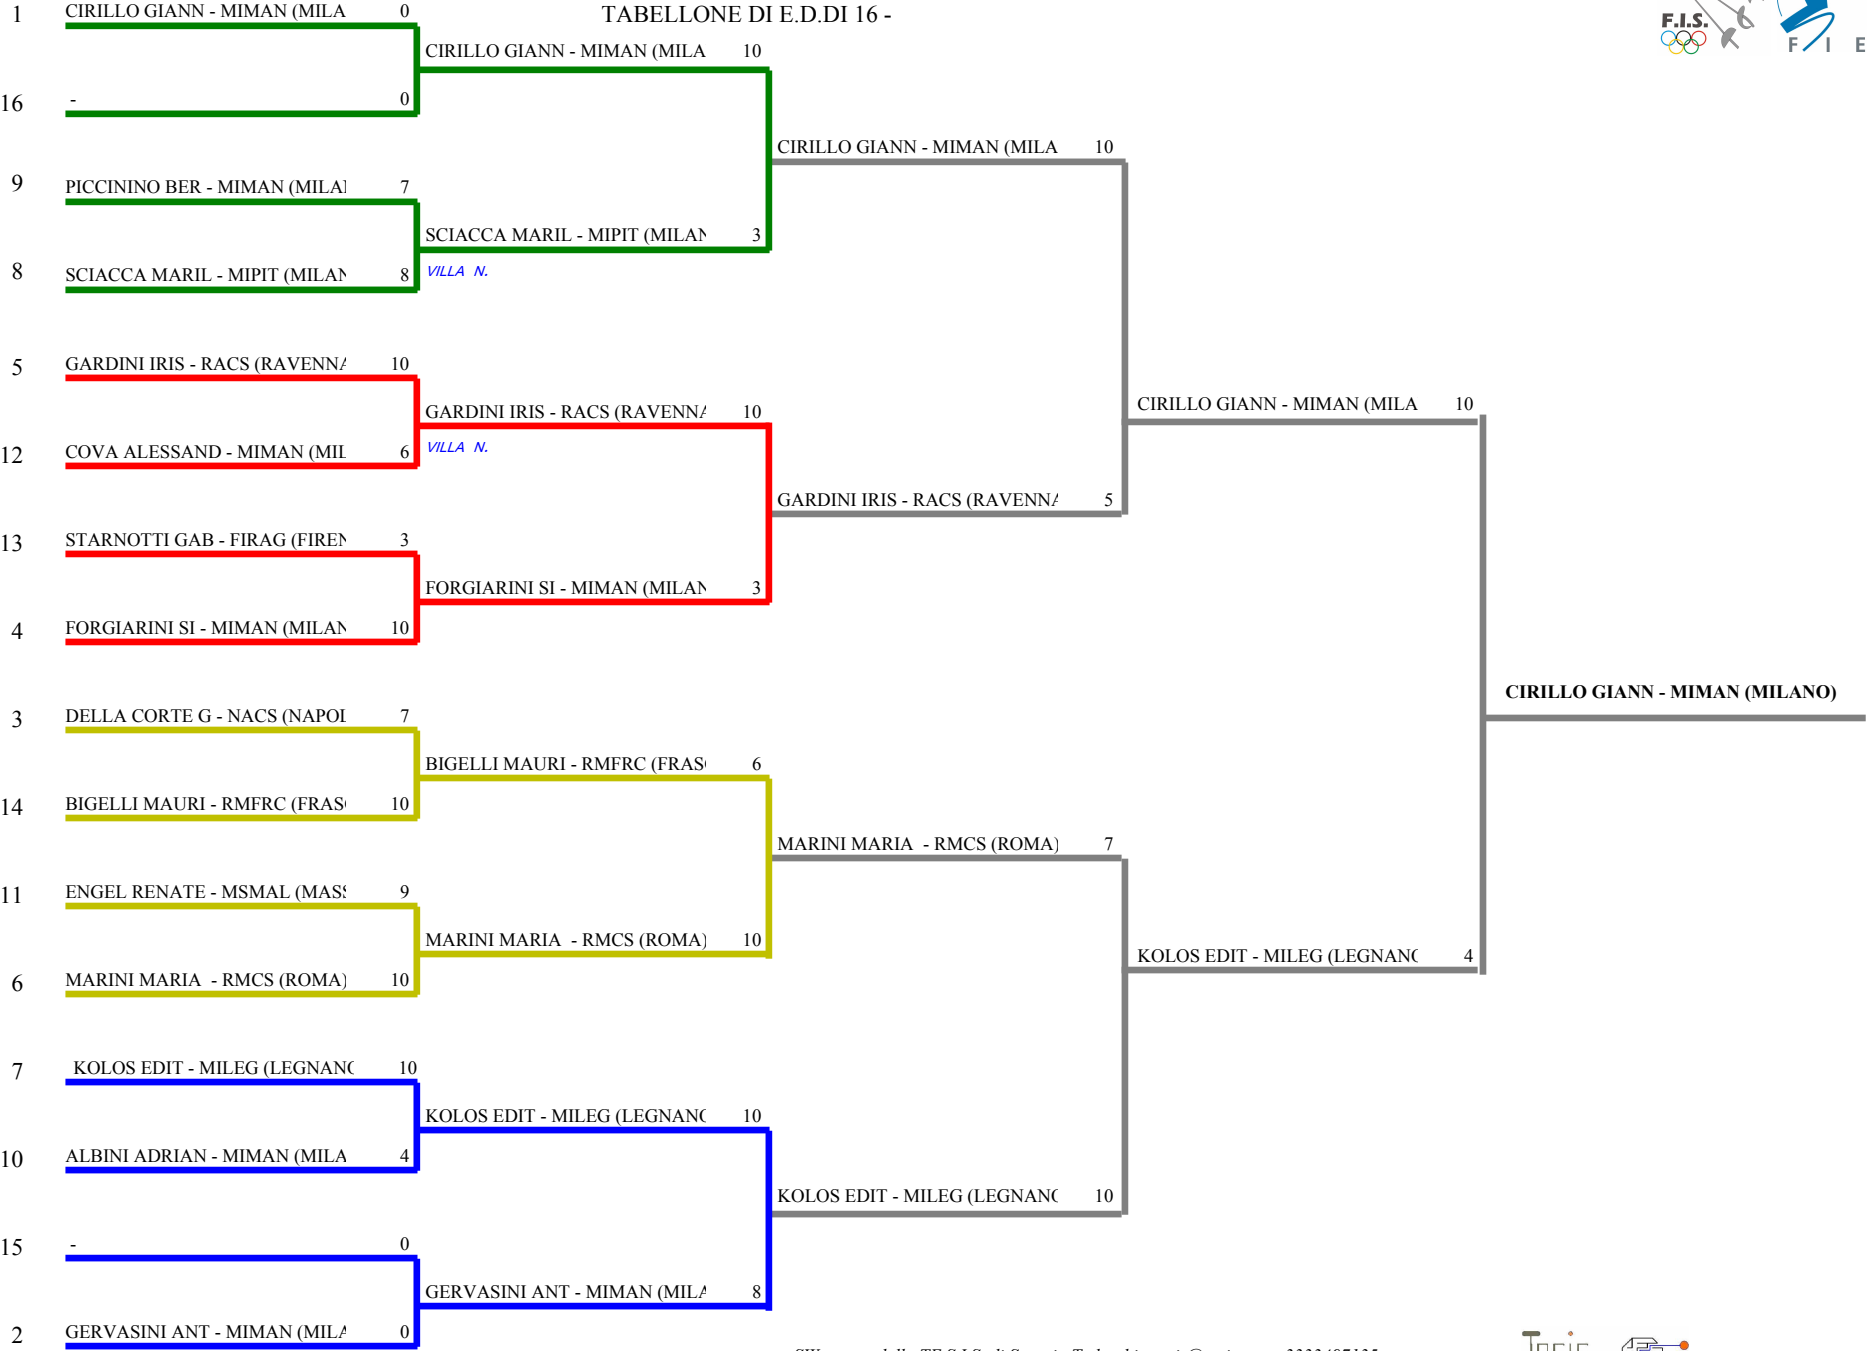 TABELLONE DI E.D.DI 16 -
F.I.S.
F I E
1 CIRILLO GIANN - MIMAN (MILA 0
16 - 0
9 PICCININO BER - MIMAN (MILA 7
8 SCIACCA MARIL - MIPIT (MILAN 8
5 GARDINI IRIS - RACS (RAVENNA 10
12 COVA ALESSAND - MIMAN (MIL 6
13 STARNOTTI GAB - FIRAG (FIREN 3
4 FORGIARINI SI - MIMAN (MILAN 10
3 DELLA CORTE G - NACS (NAPOL 7
14 BIGELLI MAURI - RMFRC (FRAS 10
11 ENGEL RENATE - MSMAL (MASS 9
6 MARINI MARIA - RMCS (ROMA) 10
7 KOLOS EDIT - MILEG (LEGNANO 10
10 ALBINI ADRIAN - MIMAN (MILA 4
15 - 0
2 GERVASINI ANT - MIMAN (MILA 0
CIRILLO GIANN - MIMAN (MILA 10
SCIACCA MARIL - MIPIT (MILAN 3
VILLA N.
GARDINI IRIS - RACS (RAVENNA 10
VILLA N.
FORGIARINI SI - MIMAN (MILAN 3
BIGELLI MAURI - RMFRC (FRAS 6
MARINI MARIA - RMCS (ROMA) 10
KOLOS EDIT - MILEG (LEGNANO 10
GERVASINI ANT - MIMAN (MILA 8
CIRILLO GIANN - MIMAN (MILA 10
GARDINI IRIS - RACS (RAVENNA 5
MARINI MARIA - RMCS (ROMA) 7
KOLOS EDIT - MILEG (LEGNANO 10
CIRILLO GIANN - MIMAN (MILA 10
KOLOS EDIT - MILEG (LEGNANO 4
CIRILLO GIANN - MIMAN (MILANO)